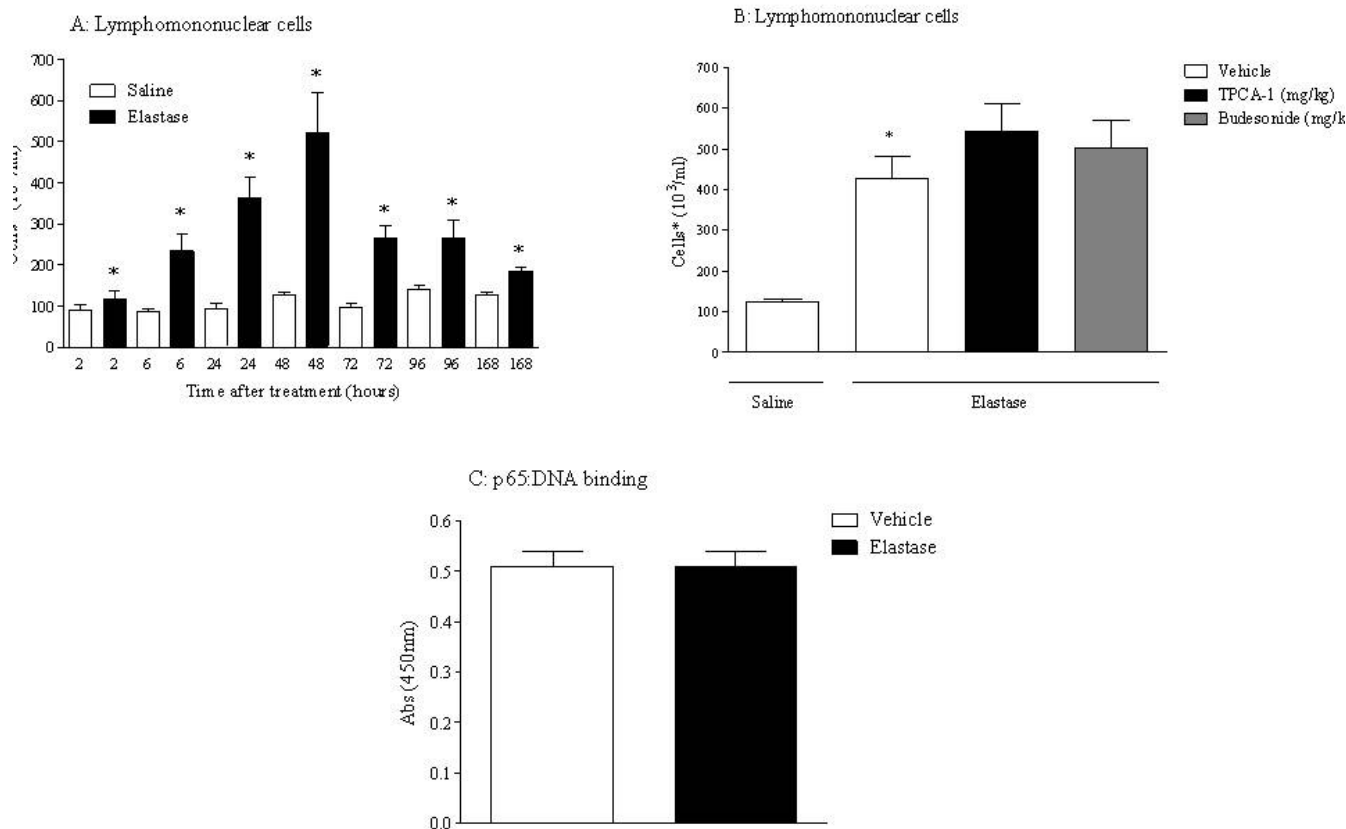 A: Lymphomononuclear cells
700
600
500
400
300
200
100
0
Saline
Elastase
*
*
*
*
*
*
*
2 2 6 6 24 24 48 48 72 72 96 96 168 168
Time after treatment (hours)
B: Lymphomononuclear cells
Cells* (10³/ml)
700
600
500
400
300
200
100
0
*
Vehicle
TPCA-1 (mg/kg)
Budesonide (mg/k
Saline Elastase
C: p65:DNA binding
Abs (450nm)
0.6
0.5
0.4
0.3
0.2
0.1
0.0
Vehicle
Elastase